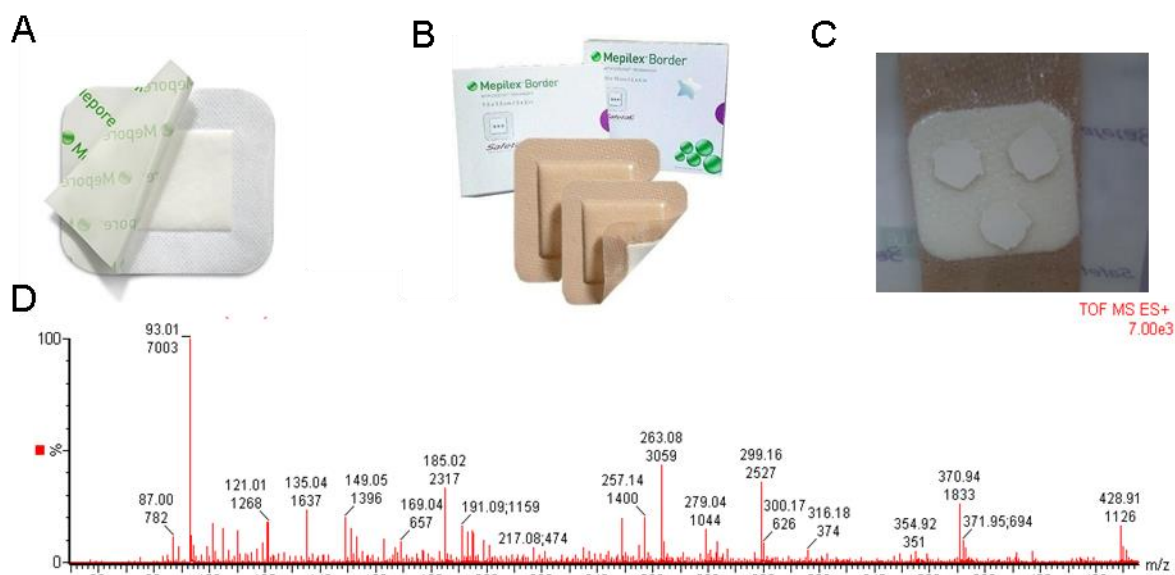 A
B
C
Mepore
Mepore
Mepore
Mepilex Border
Mepilex Border
Safetac
D
TOF MS ES+
7.00e3
100
%
0
93.01
7003
87.00
782
121.01
1268
135.04
1637
149.05
1396
169.04
657
185.02
2317
191.09;1159
217.08;474
257.14
1400
263.08
3059
279.04
1044
299.16
2527
300.17
626
316.18
374
354.92
351
370.94
1833
371.95;694
428.91
1126
m/z